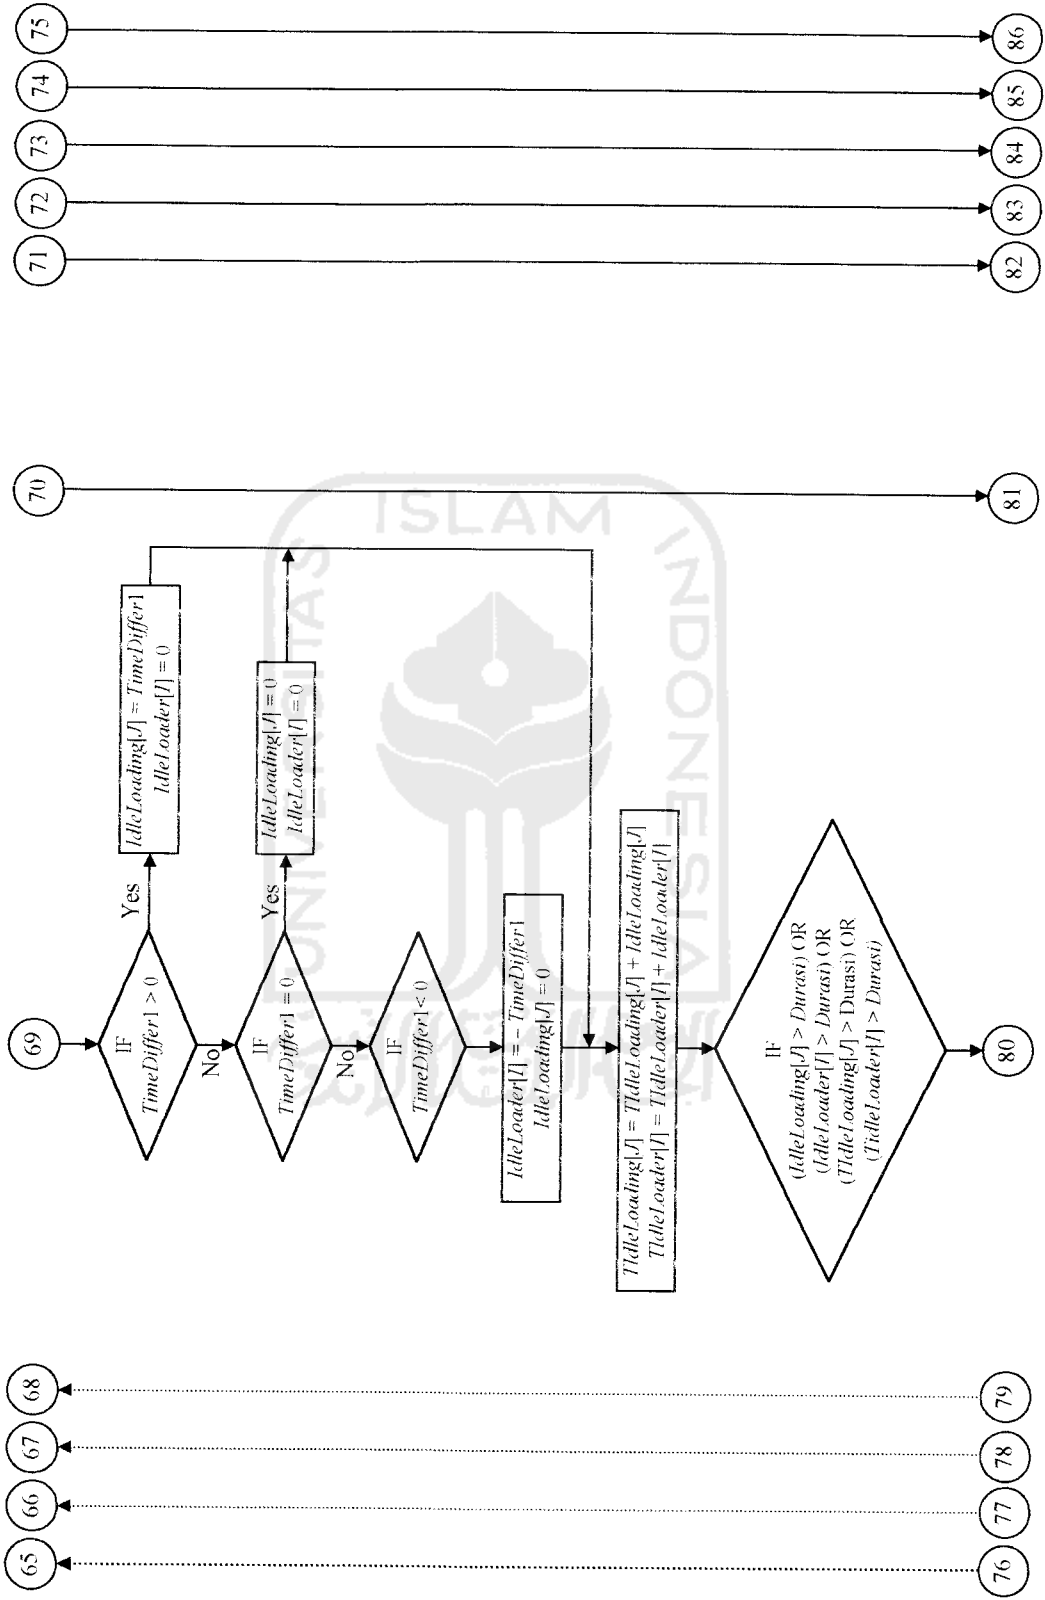 65
66
67
68
69
70
71
72
73
74
75
IF
TimeDiffer1 > 0
Yes
IdleLoading[J] = TimeDiffer1
IdleLoader[I] = 0
No
IF
TimeDiffer1 = 0
Yes
IdleLoading[J] = 0
IdleLoader[I] = 0
No
IF
TimeDiffer1 < 0
IdleLoader[I] = - TimeDiffer1
IdleLoading[J] = 0
TIdleLoading[J] = TIdleLoading[J] + IdleLoading[J]
TIdleLoader[I] = TIdleLoader[I] + IdleLoader[I]
IF
(IdleLoading[J] > Durasi) OR
(IdleLoader[I] > Durasi) OR
(TIdleLoading[J] > Durasi) OR
(TidleLoader[I] > Durasi)
76
77
78
79
80
81
82
83
84
85
86
UNIVERSITAS
ISLAM
INDONESIA